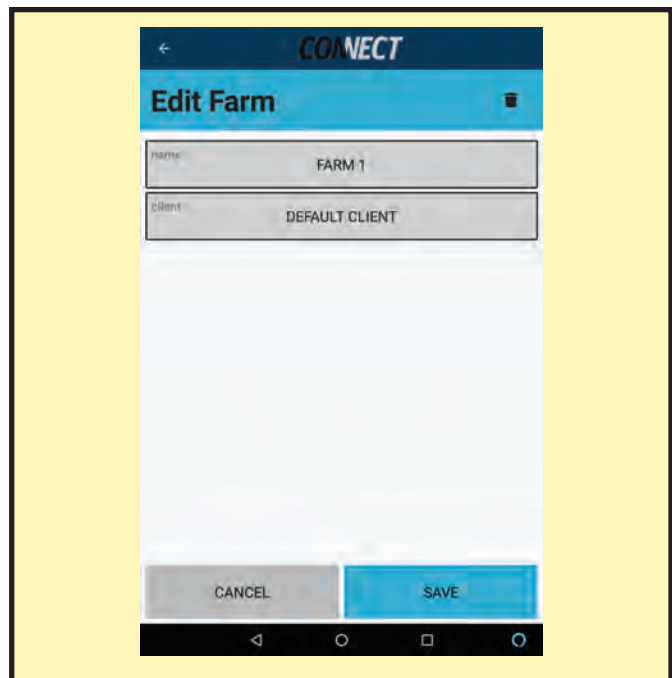 CONNECT
Edit Farm
name
FARM 1
client
DEFAULT CLIENT
CANCEL SAVE